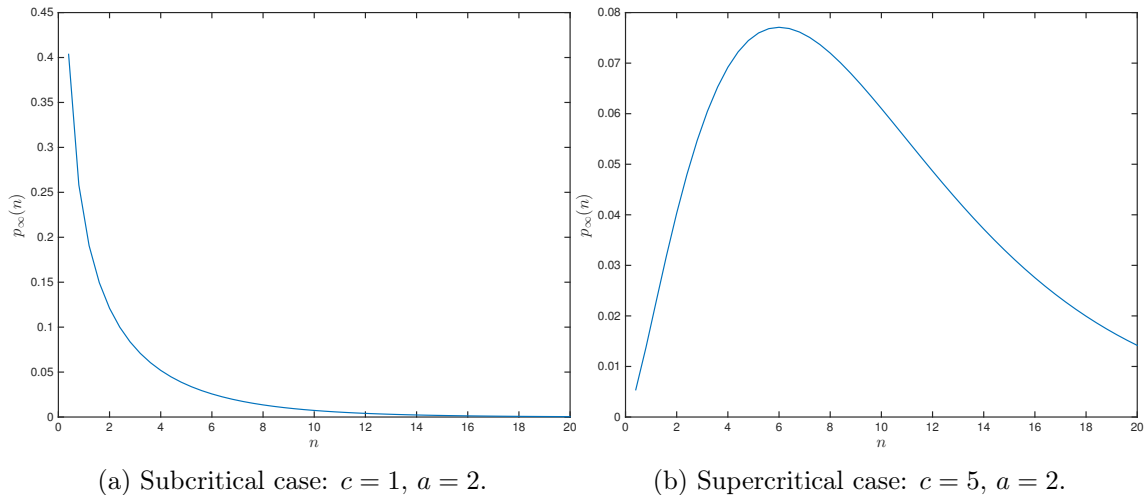 0.45
0.4
0.35
0.3
0.25
0.2
0.15
0.1
0.05
0
p∞(n)
0 2 4 6 8 10 12 14 16 18 20
n
(a) Subcritical case: c = 1, a = 2.
0.08
0.07
0.06
0.05
0.04
0.03
0.02
0.01
0
p∞(n)
0 2 4 6 8 10 12 14 16 18 20
n
(b) Supercritical case: c = 5, a = 2.